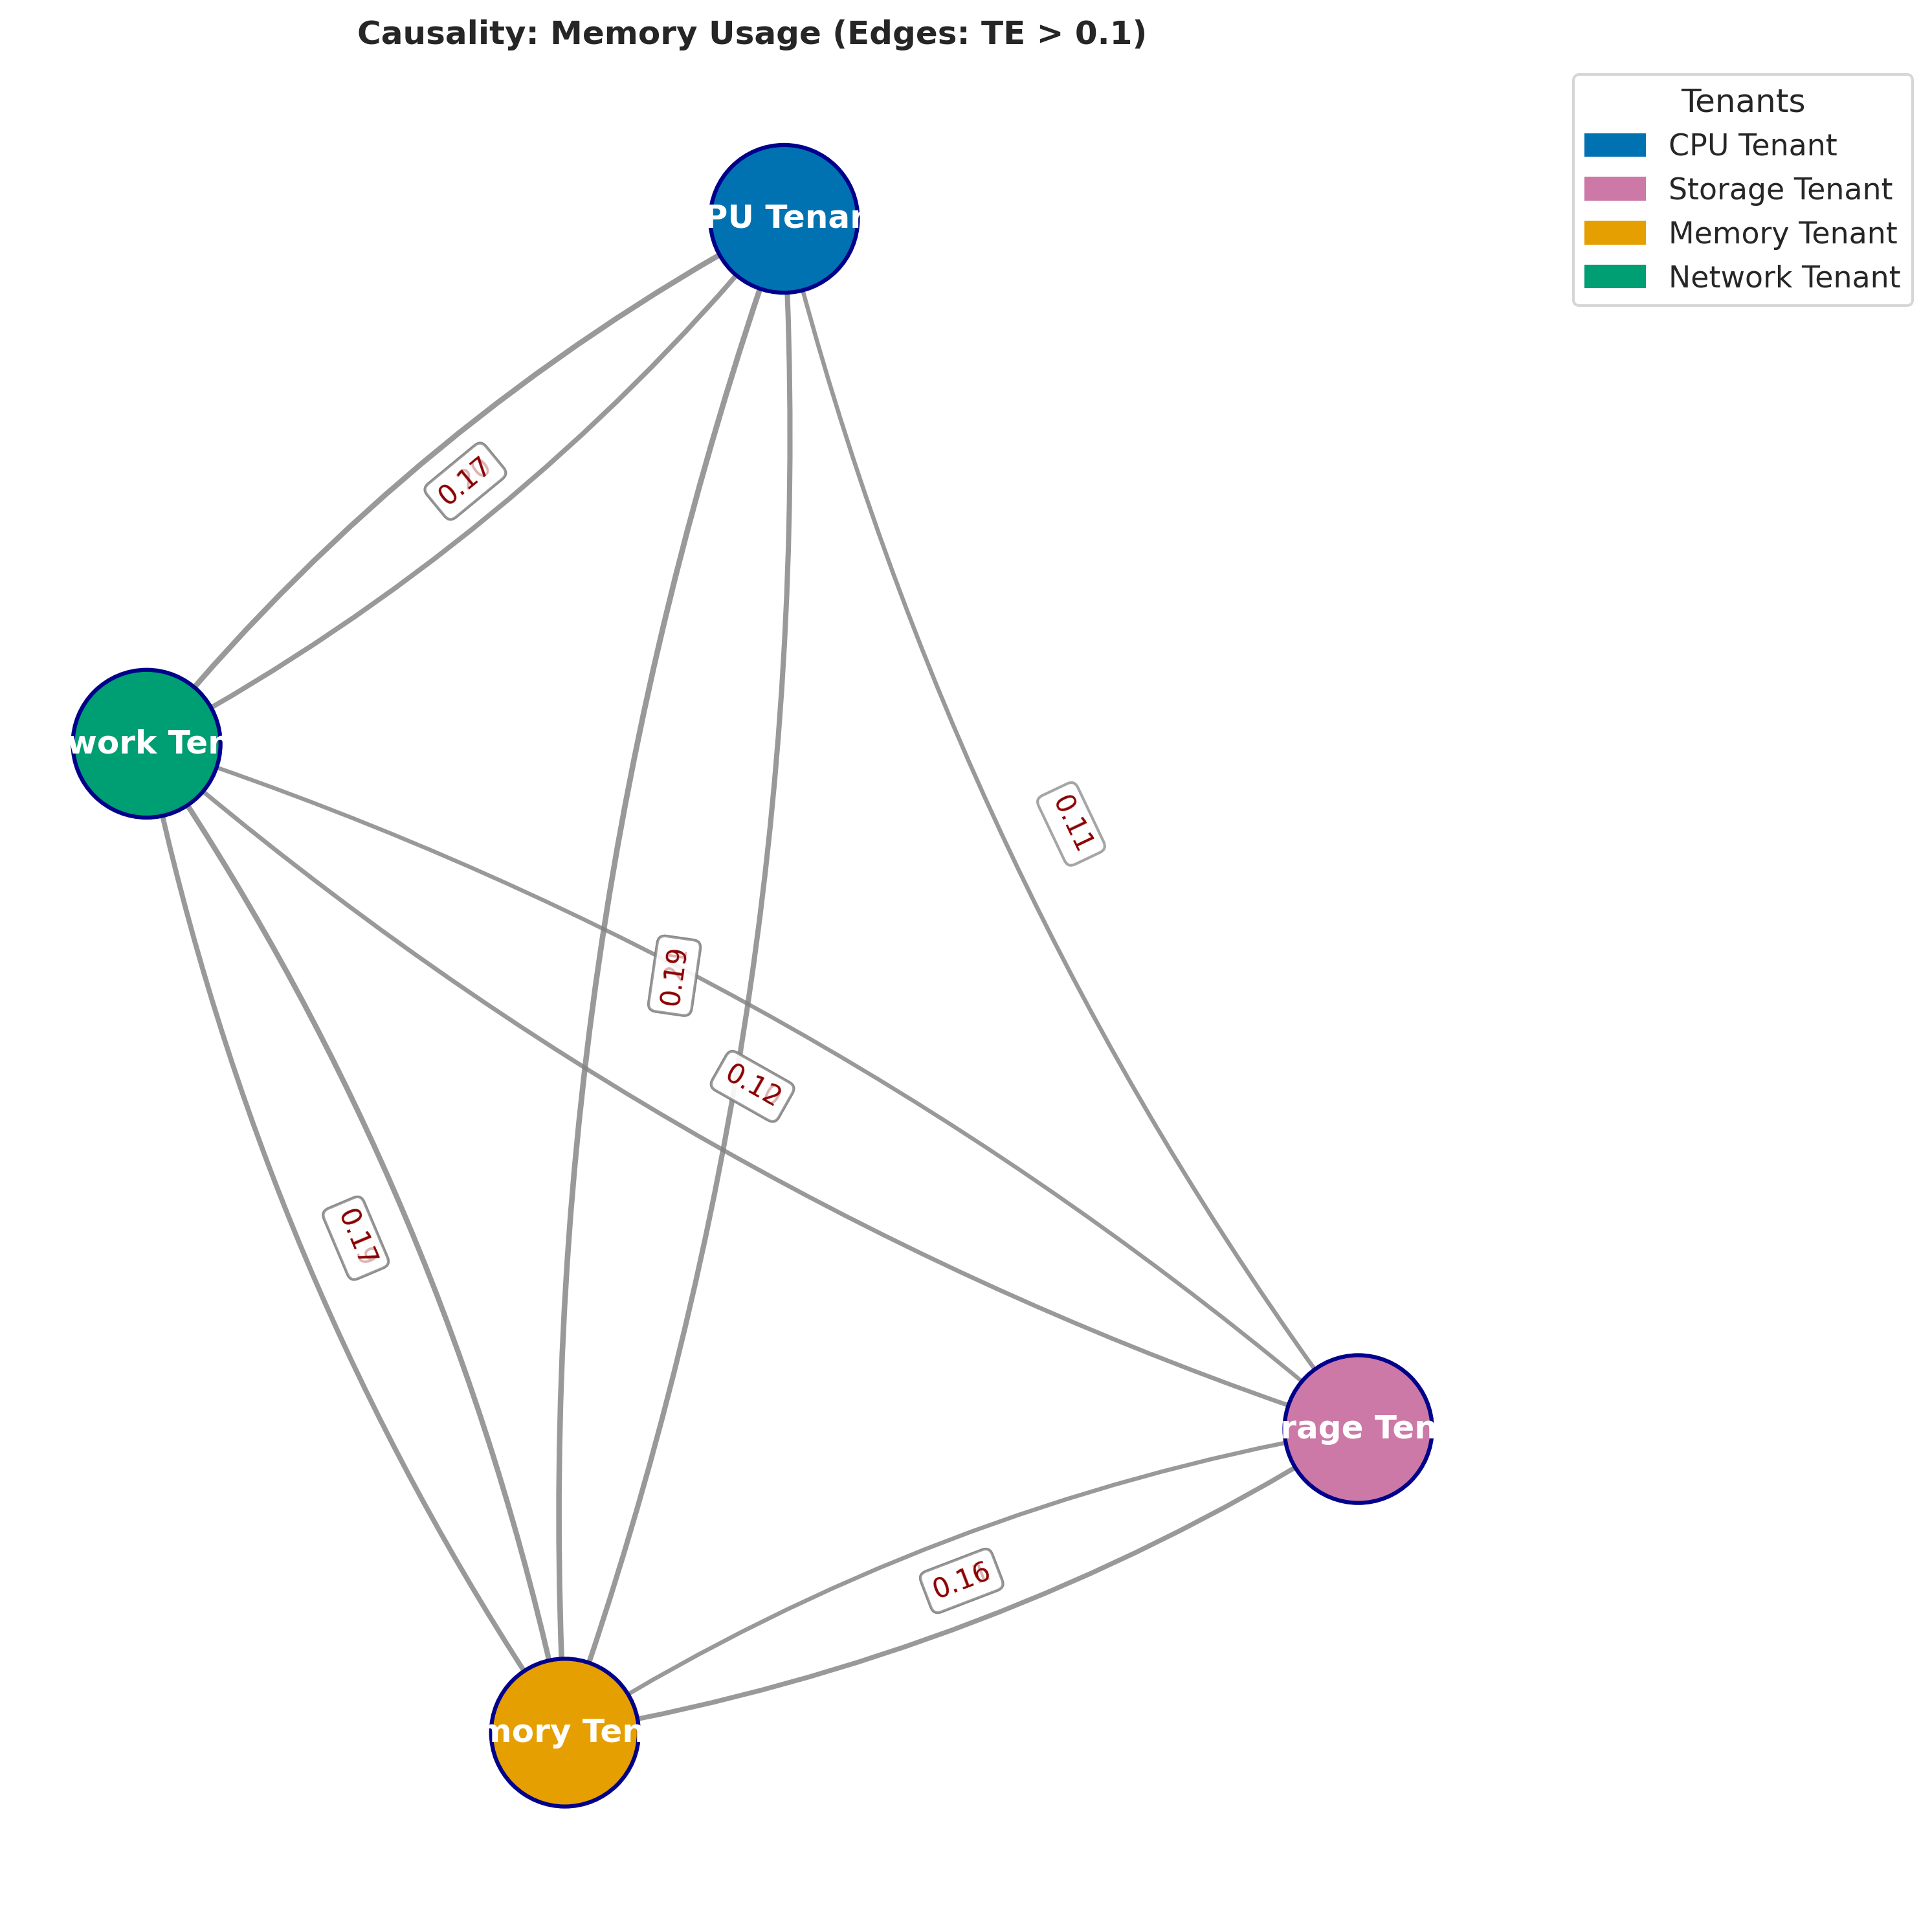 Causality: Memory Usage (Edges: TE > 0.1)
Tenants
CPU Tenant
Storage Tenant
Memory Tenant
Network Tenant
PU Tenan
0.17
work Ten
0.11
0.19
0.12
0.17
rage Ten
0.16
mory Ten